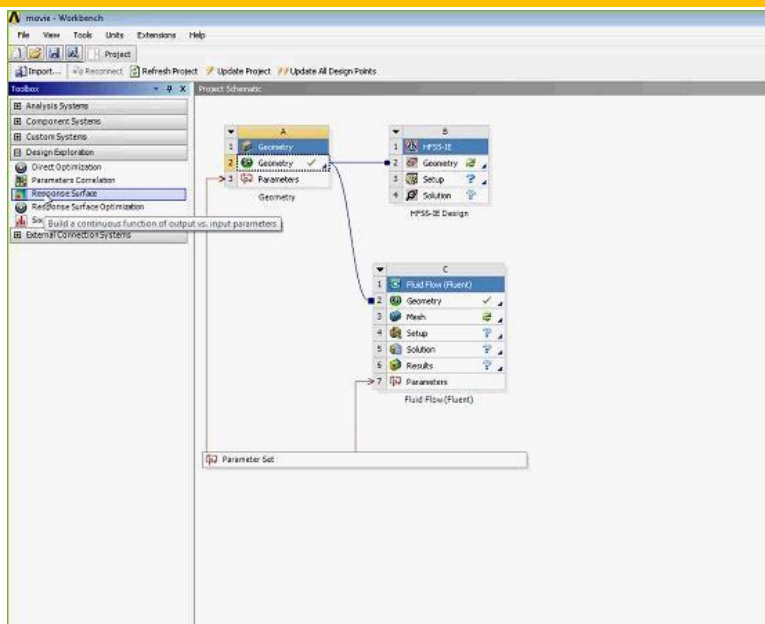 movie - Workbench
File View Tools Units Extensions Help
Project
Import... Reconnect Refresh Project Update Project Update All Design Points
Toolbox Project Schematic
Analysis Systems
Component Systems
Custom Systems
Design Exploration
Direct Optimization
Parameters Correlation
Response Surface
Response Surface Optimization
Build a continuous function of output vs. input parameters
External Connection Systems
A
1 Geometry
2 Geometry
3 Parameters
Geometry
B
1 HFSS-IE
2 Geometry
3 Setup
4 Solution
HFSS-IE Design
C
1 Fluid Flow (Fluent)
2 Geometry
3 Mesh
4 Setup
5 Solution
6 Results
7 Parameters
Fluid Flow (Fluent)
Parameter Set